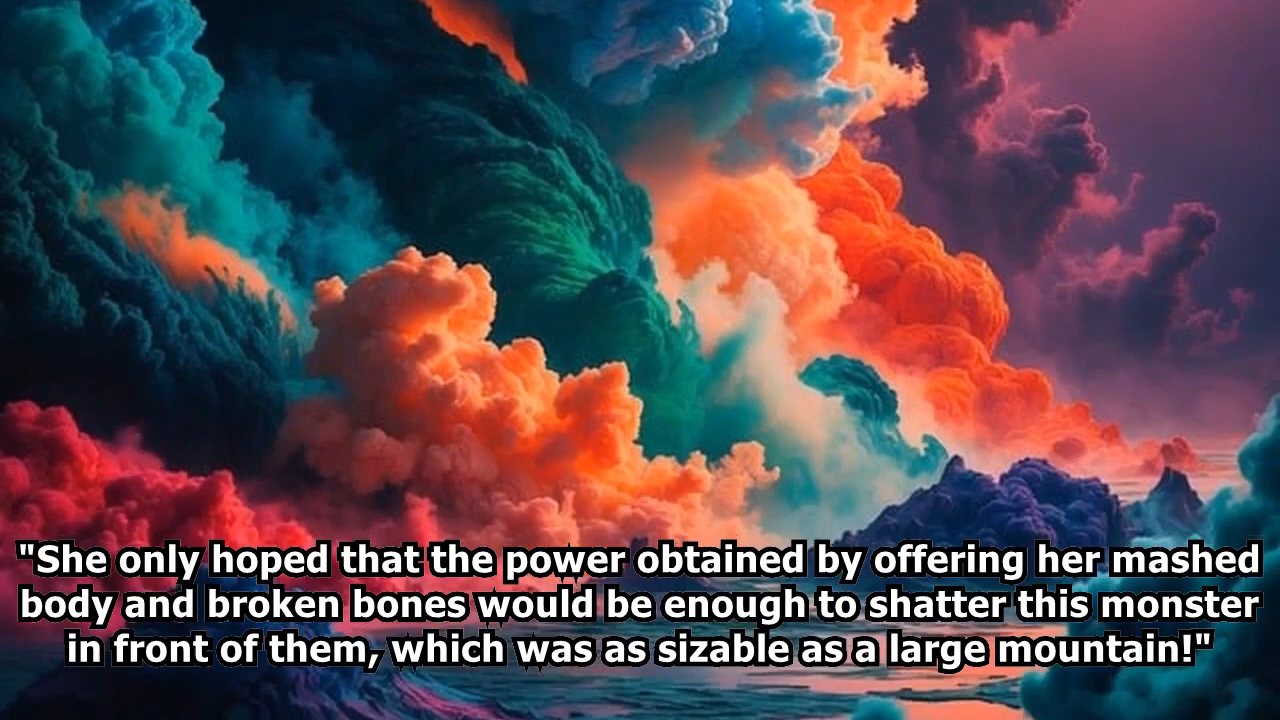 "She only hoped that the power obtained by offering her mashed
body and broken bones would be enough to shatter this monster
in front of them, which was as sizable as a large mountain!"